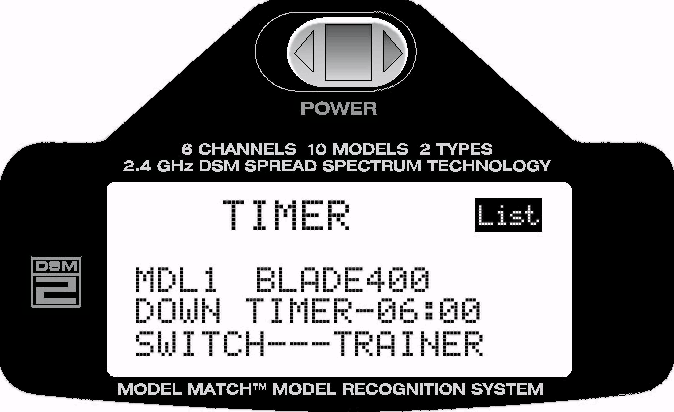 POWER
6 CHANNELS 10 MODELS 2 TYPES
2.4 GHz DSM SPREAD SPECTRUM TECHNOLOGY
TIMER List
DSM
2
MDL1 BLADE400
DOWN TIMER-06:00
SWITCH---TRAINER
MODEL MATCH™ MODEL RECOGNITION SYSTEM